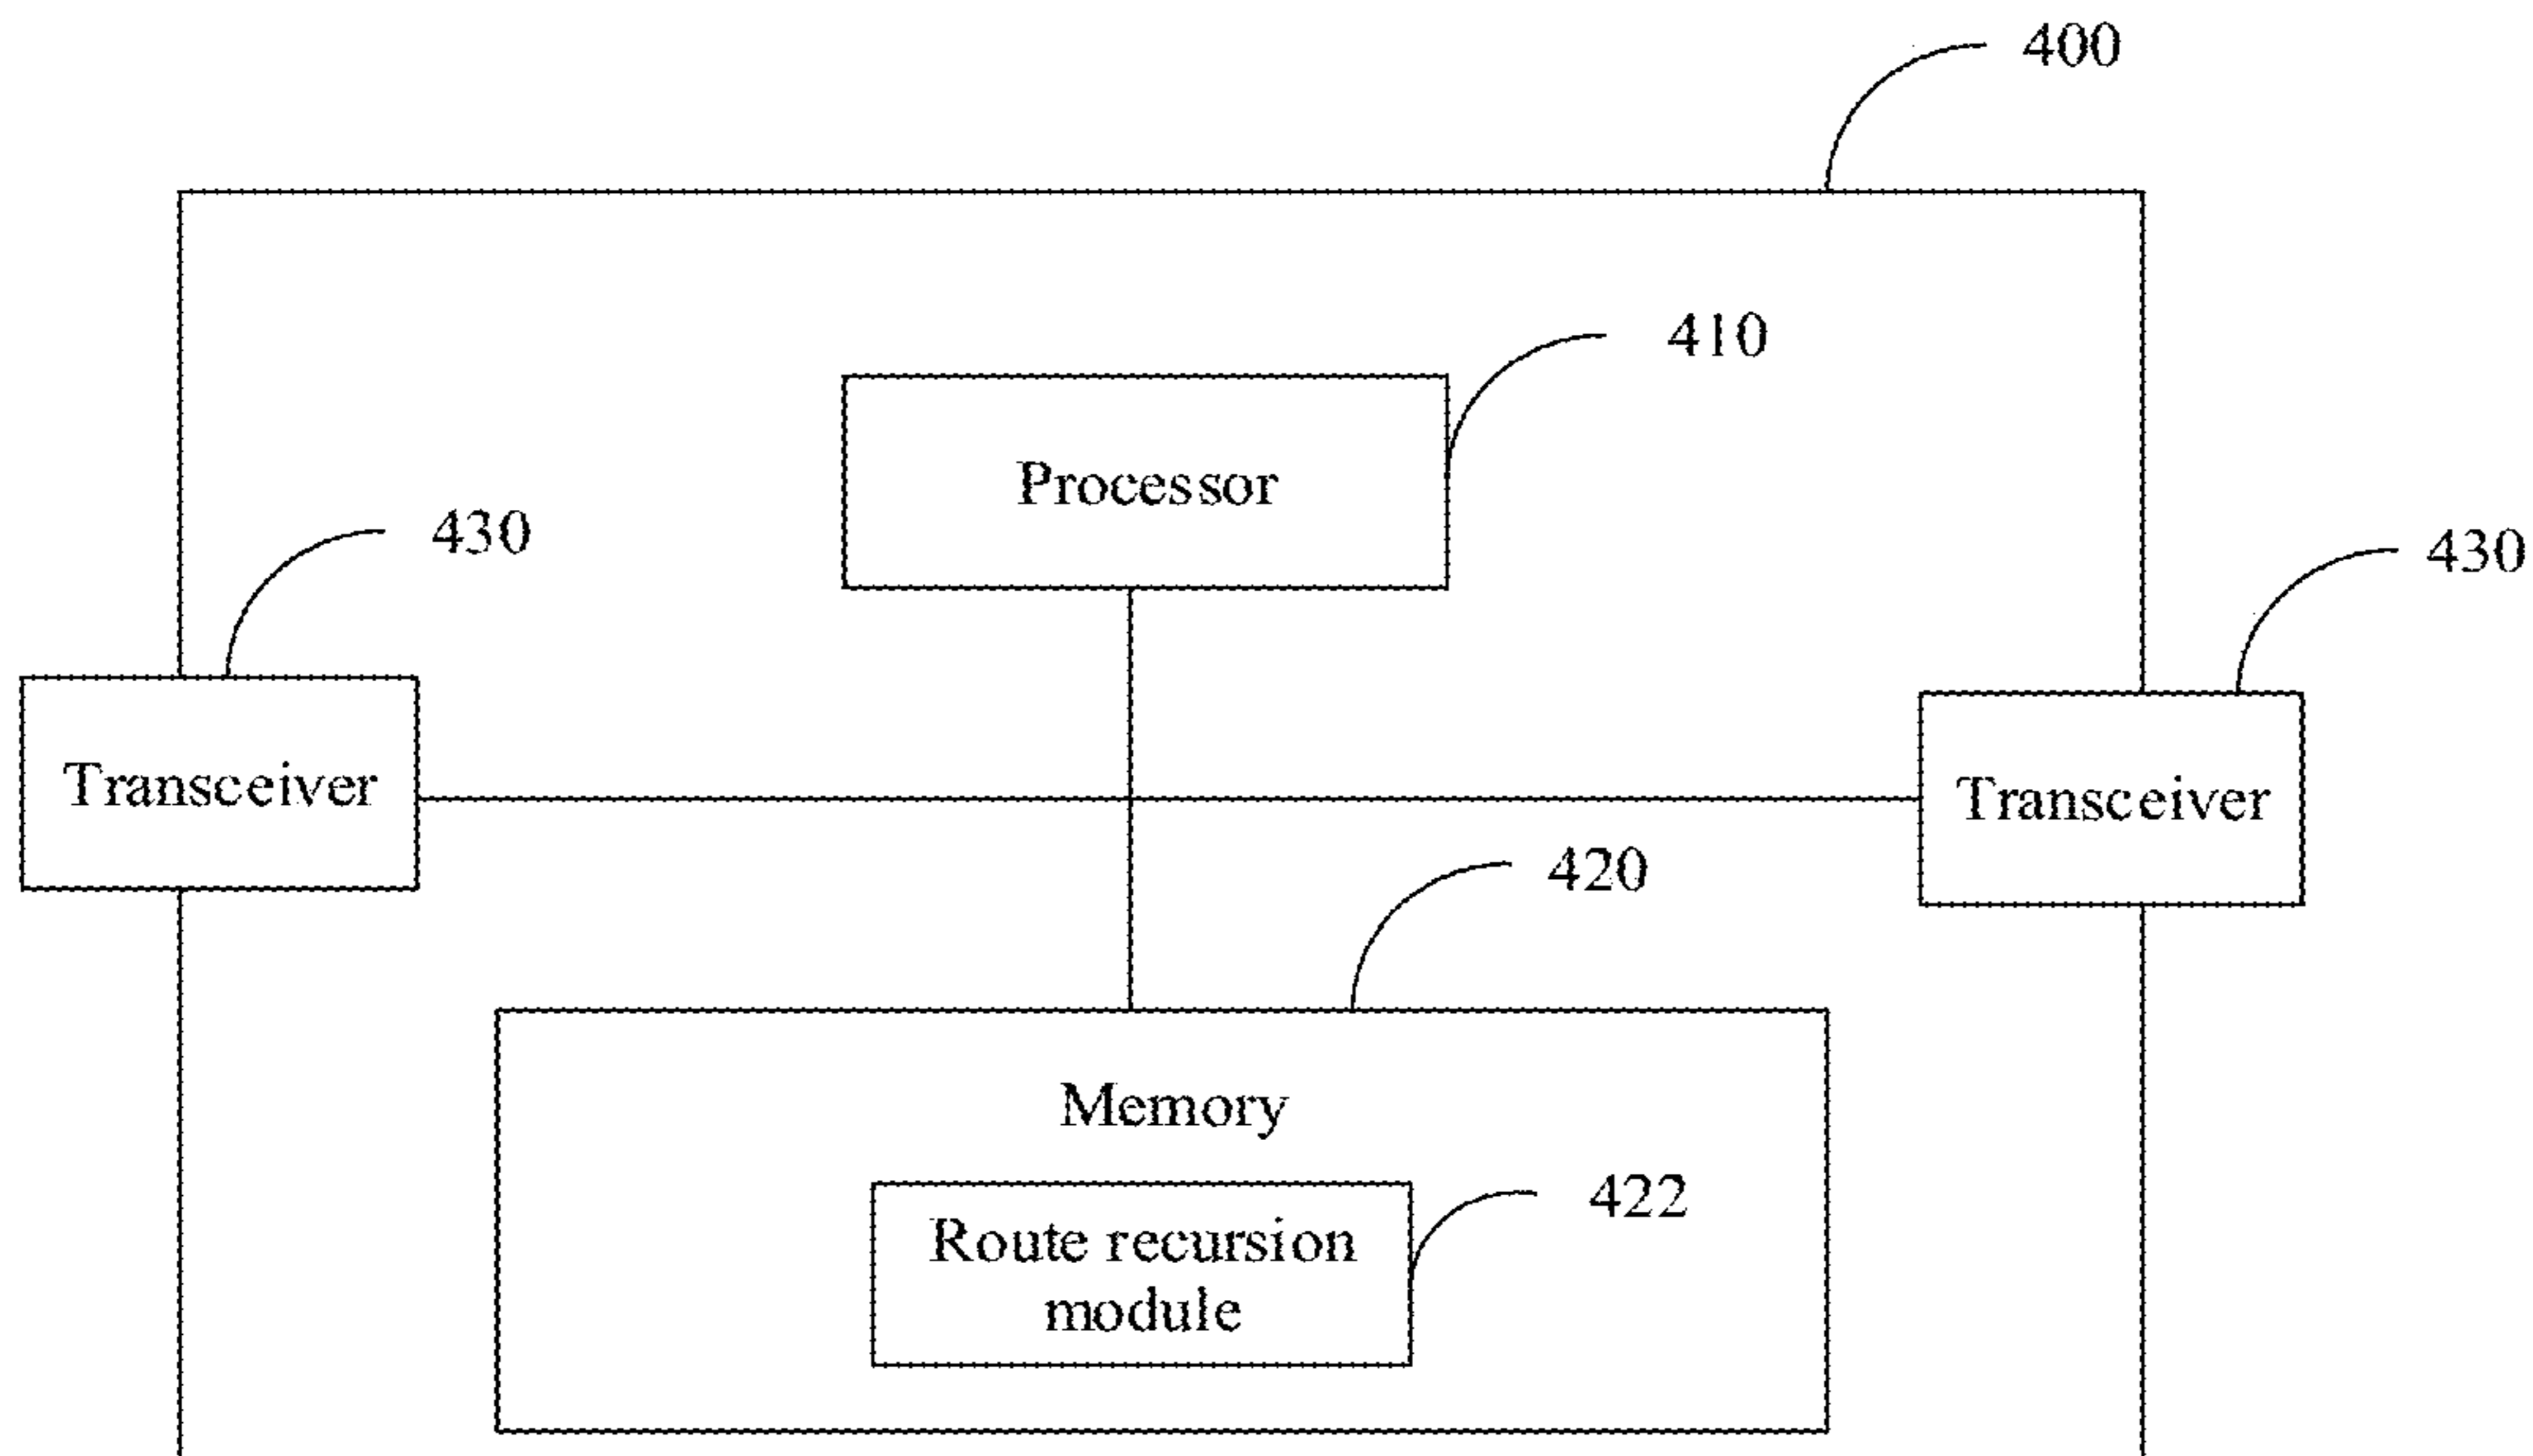 400
410
Processor
430
430
Transceiver
Transceiver
420
Memory
422
Route recursion
module